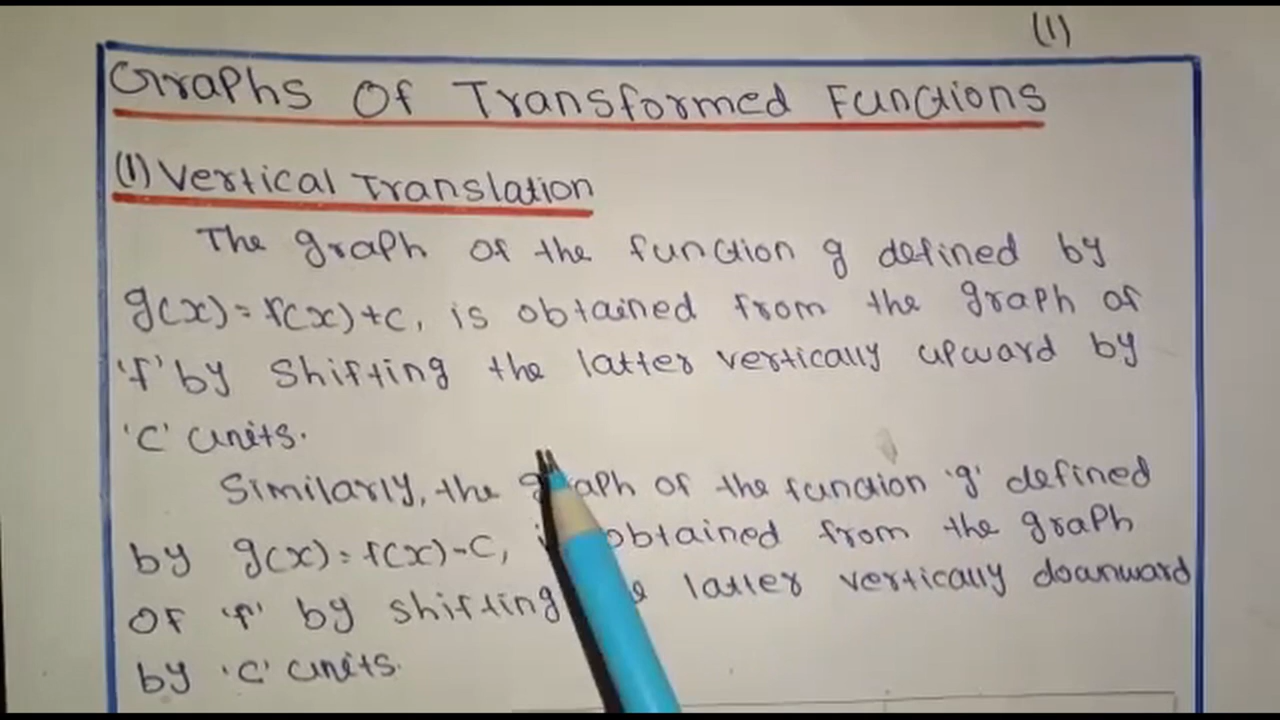 (1)
Graphs Of Transformed Functions
(1) Vertical Translation
The graph of the function g defined by
g(x)=f(x)+c, is obtained from the graph of
'f' by Shifting the latter vertically upward by
'C' units.
Similarly, the graph of the function 'g' defined
by g(x)=f(x)-C, obtained from the graph
Of 'f' by shifting latter vertically doanward
by 'C' units.